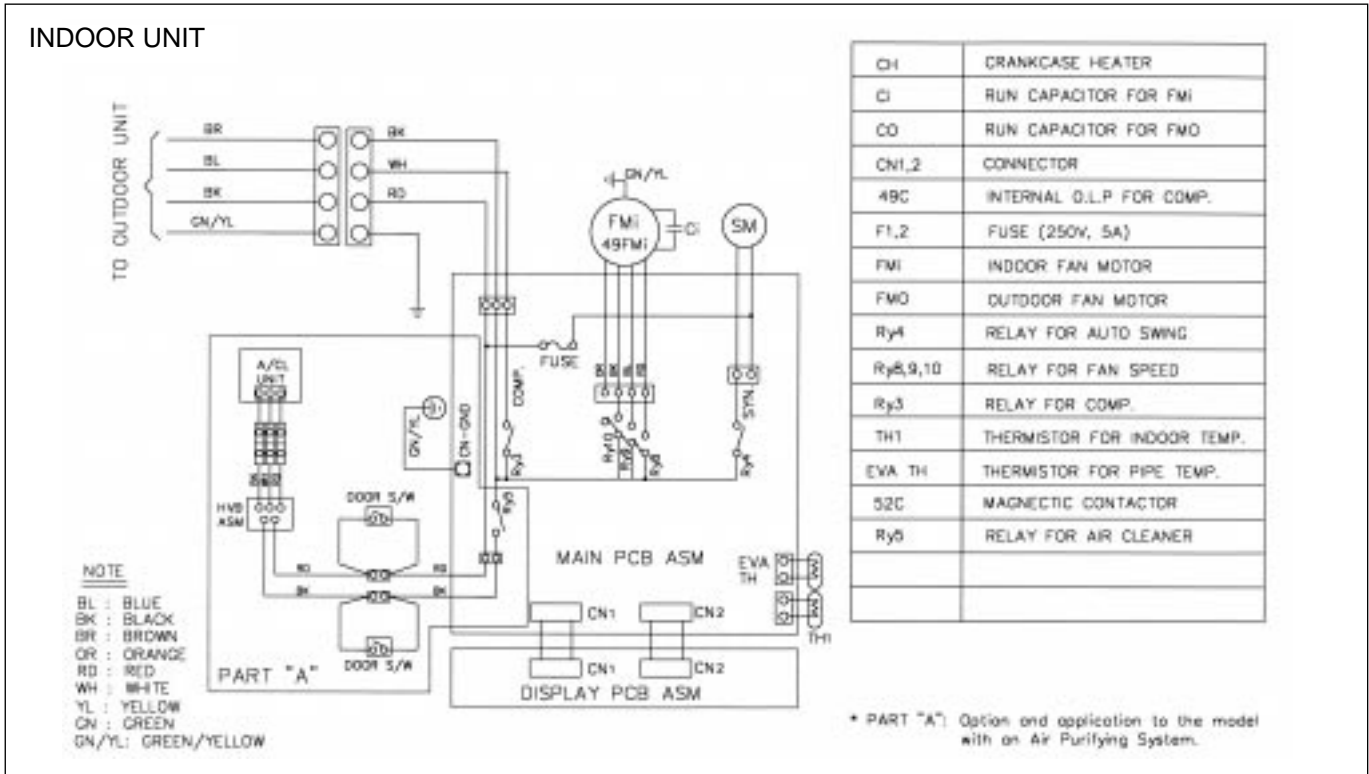 INDOOR UNIT
TO OUTDOOR UNIT
BR
BL
BK
GN/YL
BK
WH
RD
GN/YL
FMi
49FMi
Ci
SM
FUSE
COMP.
Ry3
BK
BL
Ry10
Ry9
Ry8
SYN
Ry4
A/CL
UNIT
GN/YL
CN-GND
HVB
ASM
DOOR S/W
RD
RD
BK
BK
DOOR S/W
Ry5
PART "A"
MAIN PCB ASM
EVA
TH
TH1
CN1
CN2
CN1
CN2
DISPLAY PCB ASM
NOTE
BL : BLUE
BK : BLACK
BR : BROWN
OR : ORANGE
RD : RED
WH : WHITE
YL : YELLOW
GN : GREEN
GN/YL: GREEN/YELLOW
CH CRANKCASE HEATER
Ci RUN CAPACITOR FOR FMi
CO RUN CAPACITOR FOR FMO
CN1,2 CONNECTOR
49C INTERNAL O.L.P FOR COMP.
F1,2 FUSE (250V, 5A)
FMi INDOOR FAN MOTOR
FMO OUTDOOR FAN MOTOR
Ry4 RELAY FOR AUTO SWING
Ry8,9,10 RELAY FOR FAN SPEED
Ry3 RELAY FOR COMP.
TH1 THERMISTOR FOR INDOOR TEMP.
EVA TH THERMISTOR FOR PIPE TEMP.
52C MAGNECTIC CONTACTOR
Ry5 RELAY FOR AIR CLEANER
* PART "A": Option and application to the model
with an Air Purifying System.